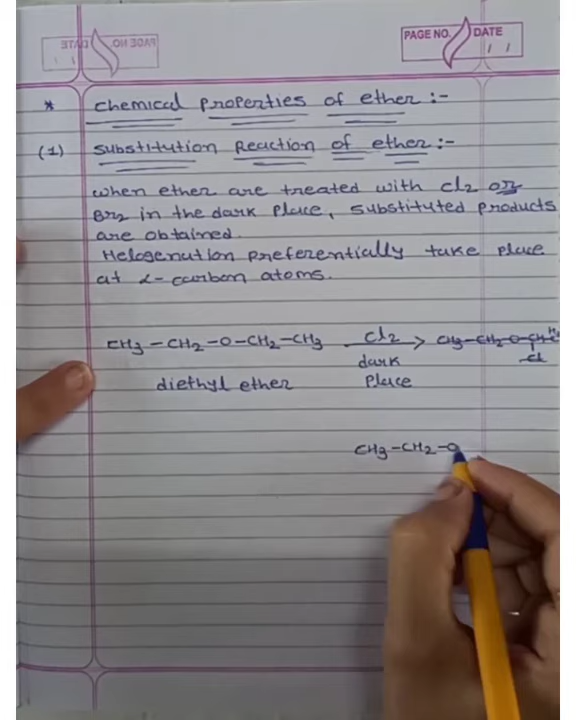 PAGE NO. DATE
/ /
* Chemical Properties of ether :-
(1) Substitution Reaction of ether :-
when ether are treated with Cl2 or
Br2 in the dark place, substituted products
are obtained.
Helogenation preferentially take place
at α-carbon atoms.
CH3 - CH2 - O - CH2 - CH3 Cl2 >
dark
diethyl ether Place
CH3 - CH2 - O